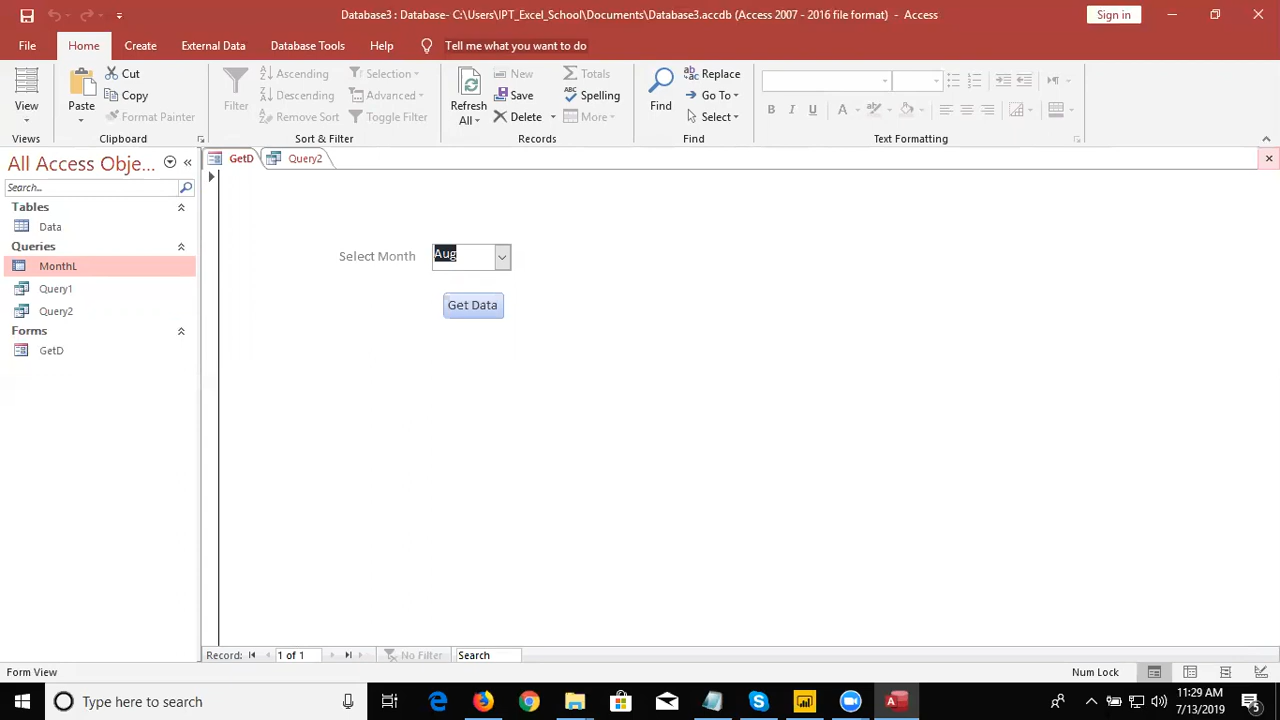 Database3 : Database- C:\Users\IPT_Excel_School\Documents\Database3.accdb (Access 2007 - 2016 file format) - Access
Sign in
File Home Create External Data Database Tools Help Tell me what you want to do
View
Views
Paste
Cut
Copy
Format Painter
Clipboard
Filter
Ascending
Descending
Remove Sort
Selection
Advanced
Toggle Filter
Sort & Filter
Refresh
All
New
Save
Delete
Totals
Spelling
More
Records
Find
Replace
Go To
Select
Find
B I U A
Text Formatting
All Access Obje...
Search...
Tables
Data
Queries
MonthL
Query1
Query2
Forms
GetD
GetD Query2
Select Month Aug
Get Data
Record: 1 of 1 No Filter Search
Form View Num Lock
Type here to search
11:29 AM
7/13/2019
5